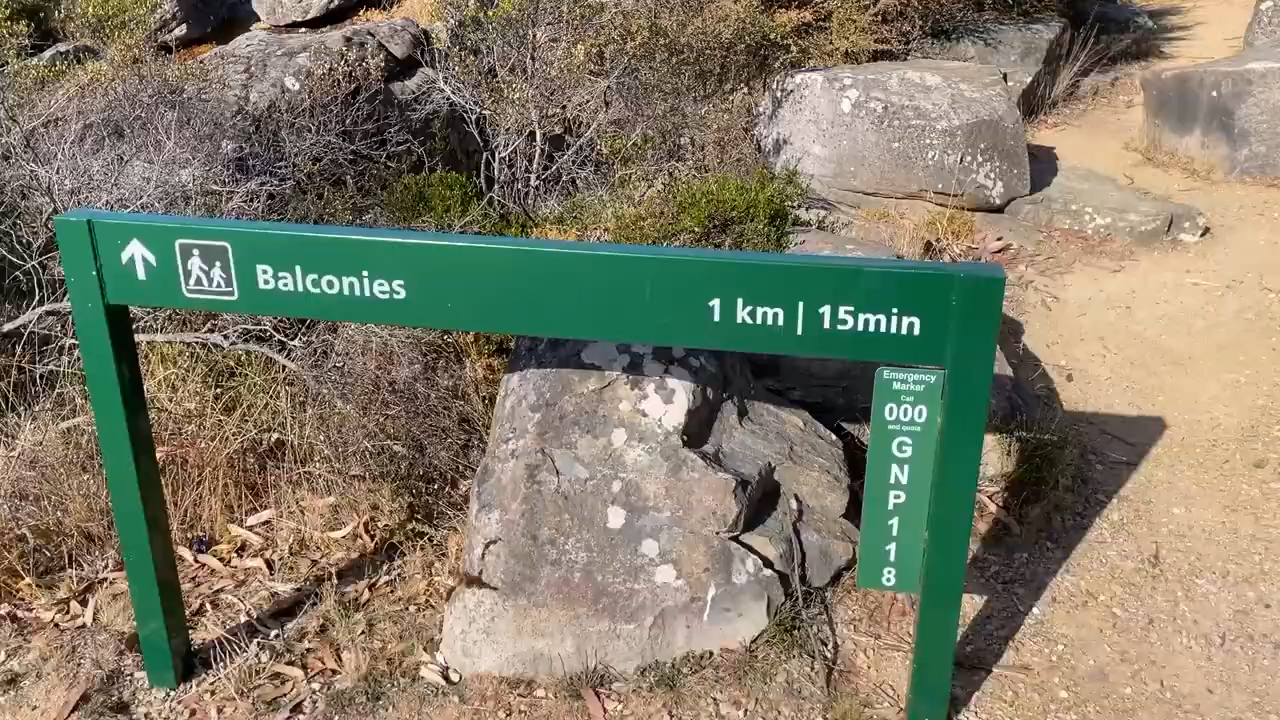 Balconies
1 km | 15min
Emergency
Marker
Call
000
and quote
G
N
P
1
1
8